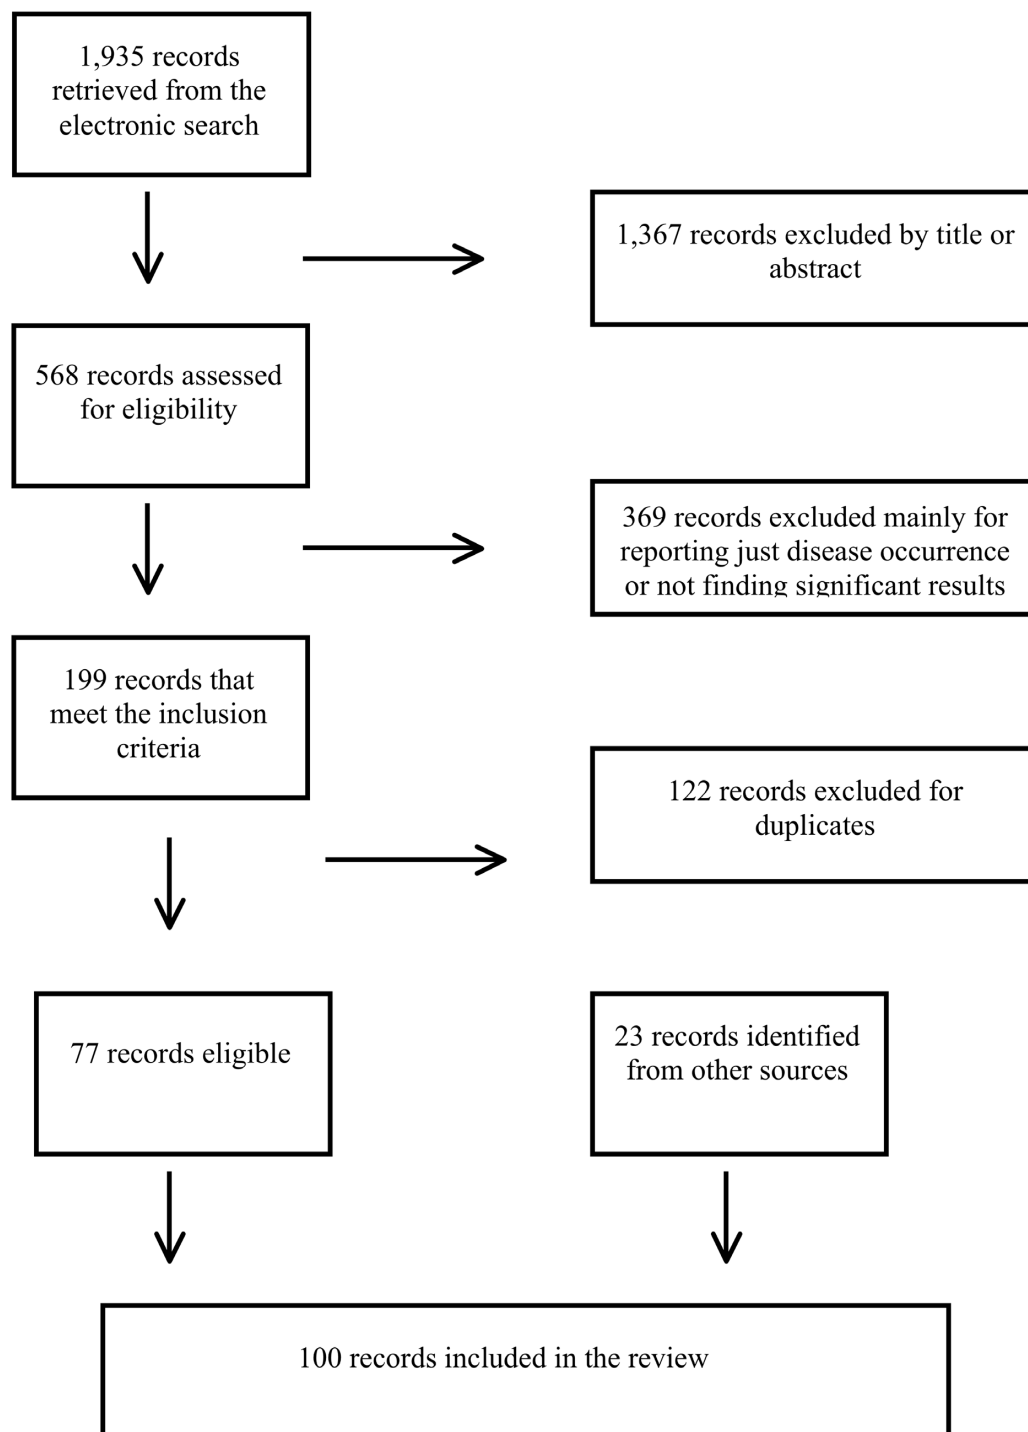 1,935 records
retrieved from the
electronic search
1,367 records excluded by title or
abstract
568 records assessed
for eligibility
369 records excluded mainly for
reporting just disease occurrence
or not finding significant results
199 records that
meet the inclusion
criteria
122 records excluded for
duplicates
77 records eligible
23 records identified
from other sources
100 records included in the review